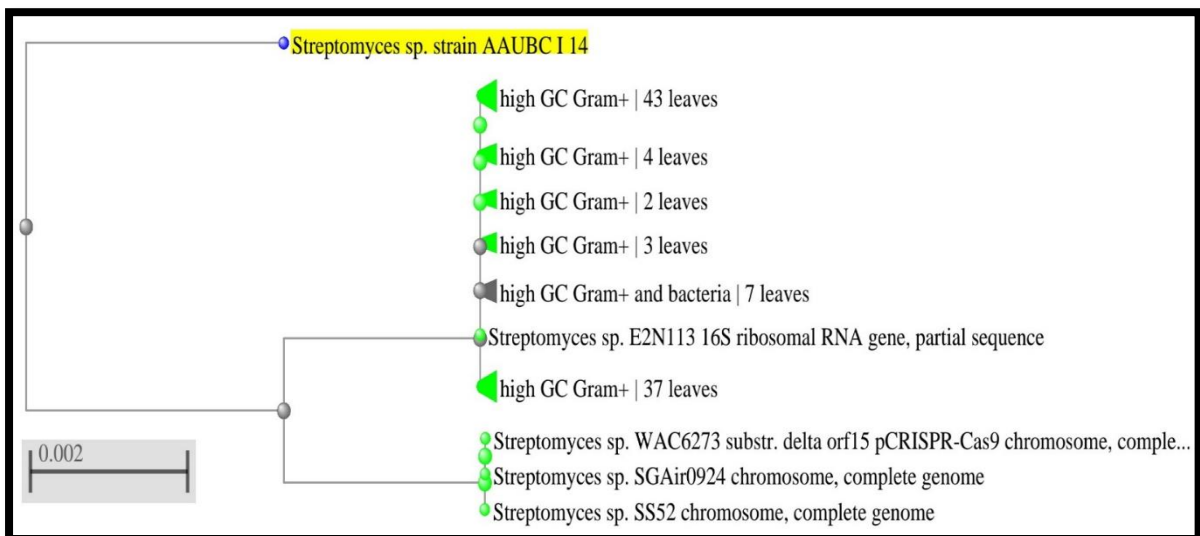 Streptomyces sp. strain AAUBC I 14
high GC Gram+ | 43 leaves
high GC Gram+ | 4 leaves
high GC Gram+ | 2 leaves
high GC Gram+ | 3 leaves
high GC Gram+ and bacteria | 7 leaves
Streptomyces sp. E2N113 16S ribosomal RNA gene, partial sequence
high GC Gram+ | 37 leaves
Streptomyces sp. WAC6273 substr. delta orf15 pCRISPR-Cas9 chromosome, comple...
0.002
Streptomyces sp. SGAir0924 chromosome, complete genome
Streptomyces sp. SS52 chromosome, complete genome